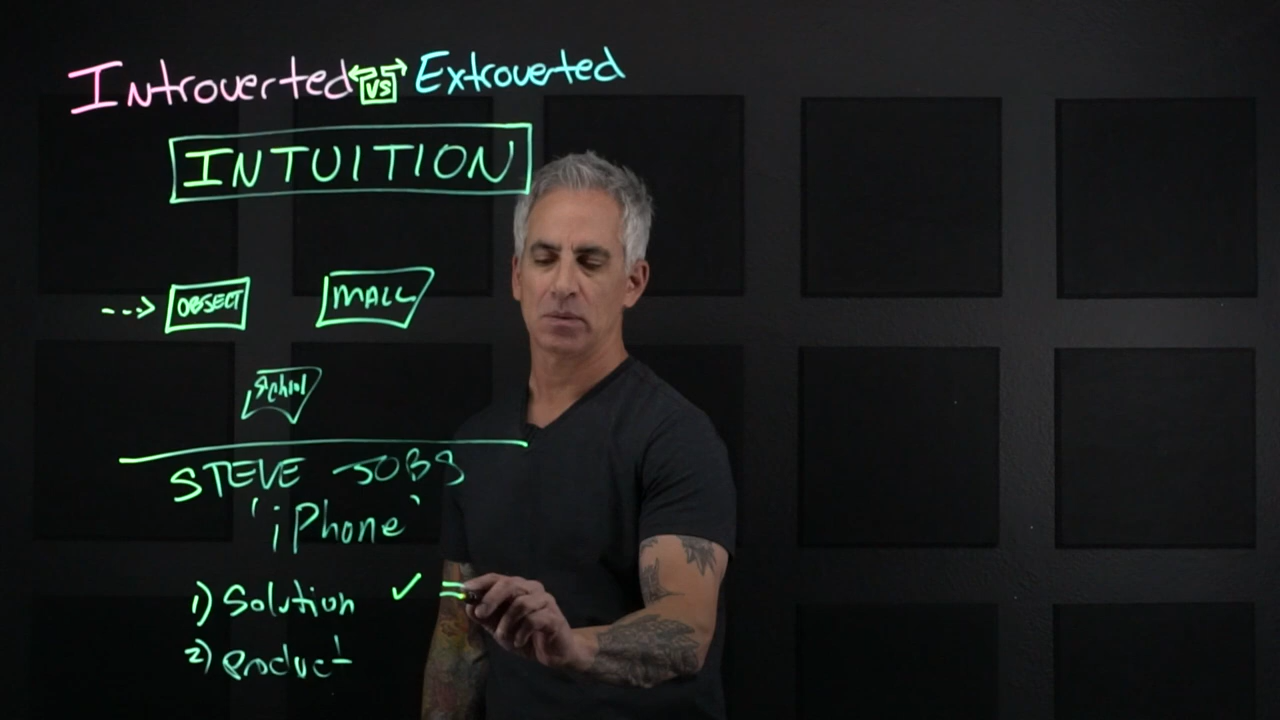 Introverted VS Extroverted
INTUITION
OBJECT MALL
School
STEVE JOBS
'iPhone'
1) Solution ✓ =
2) Product